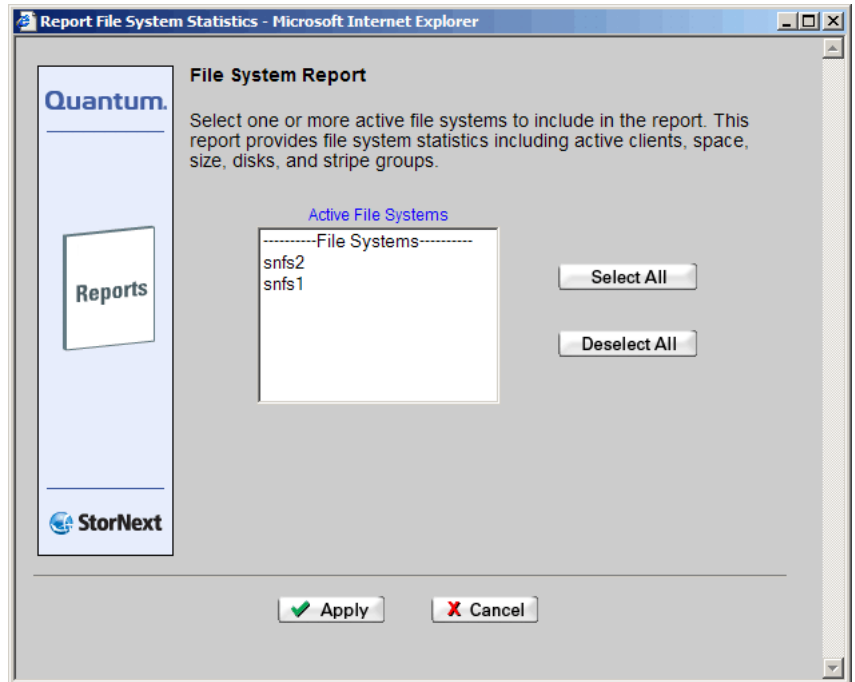 Report File System Statistics - Microsoft Internet Explorer
Quantum.
File System Report
Select one or more active file systems to include in the report. This
report provides file system statistics including active clients, space,
size, disks, and stripe groups.
Active File Systems
----------File Systems----------
snfs2
snfs1
Select All
Deselect All
Reports
StorNext
Apply
X Cancel